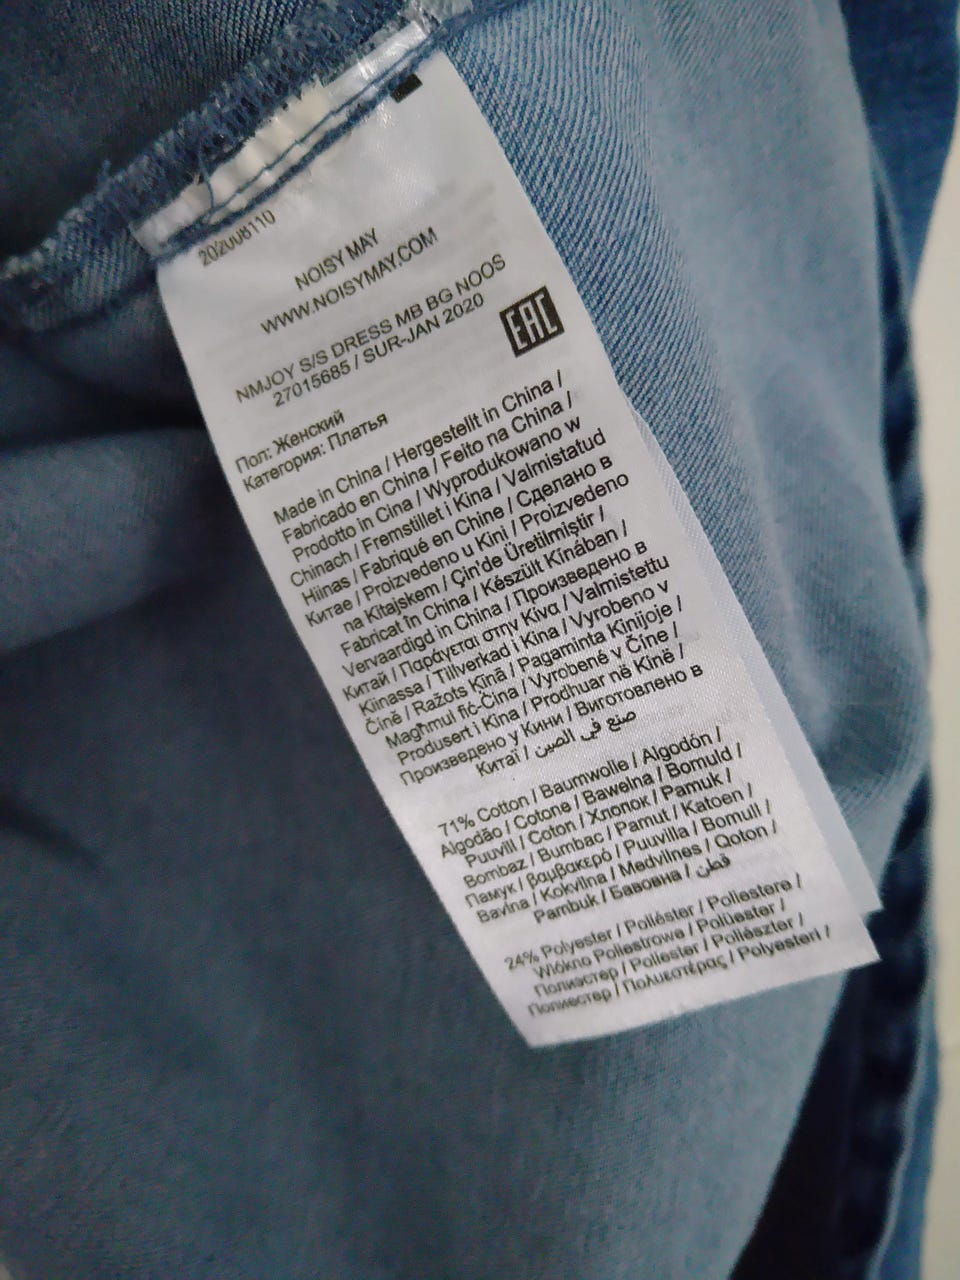 202008110
NOISY MAY
WWW.NOISYMAY.COM
NMJOY S/S DRESS MB BG NOOS
27015685 / SUR-JAN 2020
EAC
Пол: Женский
Категория: Платья
Made in China / Hergestellt in China /
Fabricado en China / Feito na China /
Prodotto in Cina / Wyprodukowano w
Chinach / Fremstillet i Kina / Valmistatud
Hiinas / Fabriqué en Chine / Сделано в
Китае / Proizvedeno u Kini / Proizvedeno
na Kitajskem / Çin'de Üretilmiştir /
Fabricat în China / Készült Kínában /
Vervaardigd in China / Произведено в
Китай / Παράγεται στην Κίνα / Valmistettu
Kiinassa / Tillverkad i Kina / Vyrobeno v
Číně / Ražots Ķīnā / Pagaminta Kinijoje /
Magħmul fiċ-Ċina / Vyrobené v Číne /
Produsert i Kina / Prodhuar në Kinë /
Произведено у Кини / Виготовлено в
Китаї / صنع في الصين
71% Cotton / Baumwolle / Algodón /
Algodão / Cotone / Bawełna / Bomuld /
Puuvill / Coton / Хлопок / Pamuk /
Bombaz / Bumbac / Pamut / Katoen /
Памук / βαμβακερό / Puuvilla / Bomull /
Bavlna / Kokvilna / Medvilnės / Qoton /
Pambuk / Бавовна / قطن
24% Polyester / Poliéster / Poliestere /
Włókno Poliestrowe / Polüester /
Полиэстер / Poliester / Poliészter /
Полиестер / Πολυεστέρας / Polyesteri /